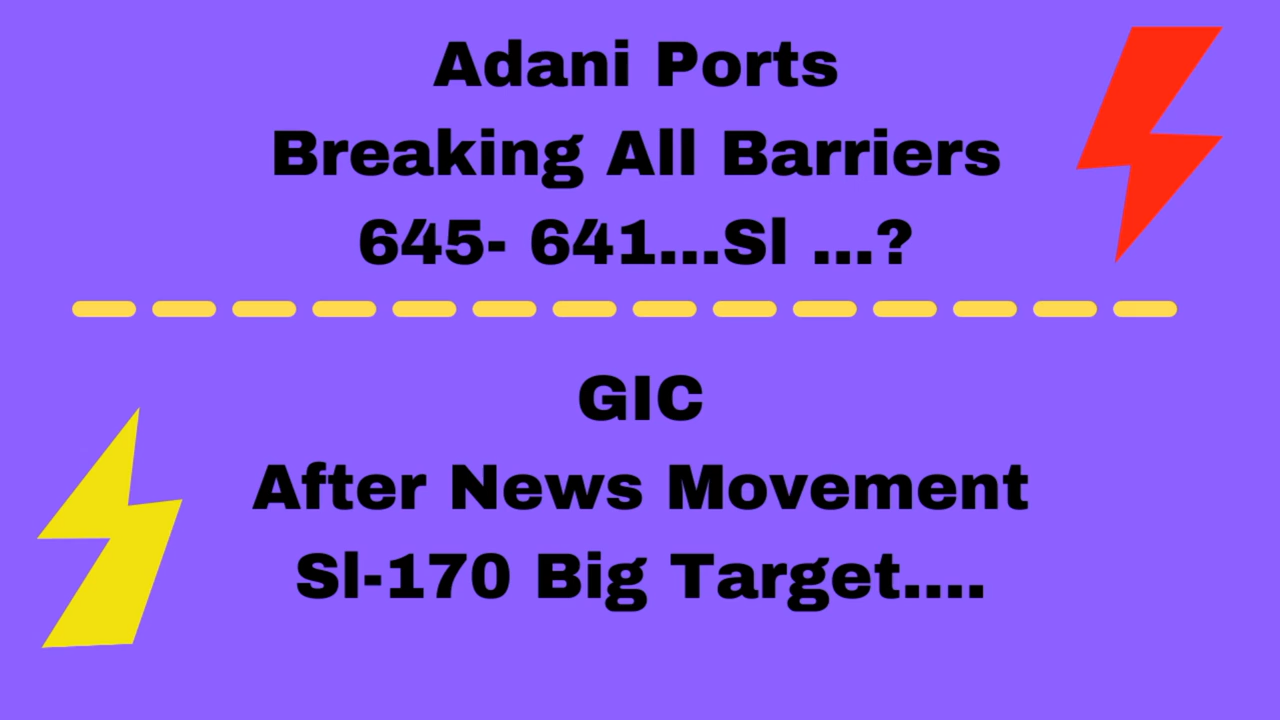 Adani Ports
Breaking All Barriers
645- 641...Sl ...?
GIC
After News Movement
Sl-170 Big Target....